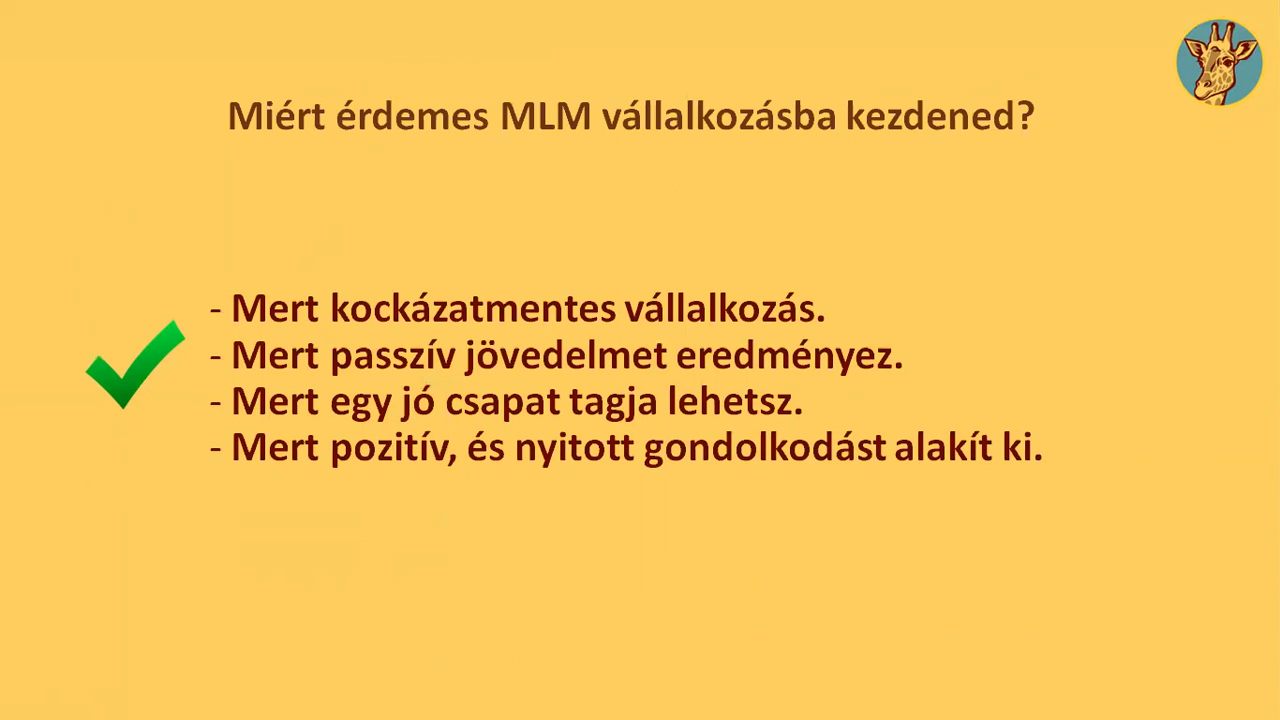 Miért érdemes MLM vállalkozásba kezdened?
- Mert kockázatmentes vállalkozás.
- Mert passzív jövedelmet eredményez.
- Mert egy jó csapat tagja lehetsz.
- Mert pozitív, és nyitott gondolkodást alakít ki.